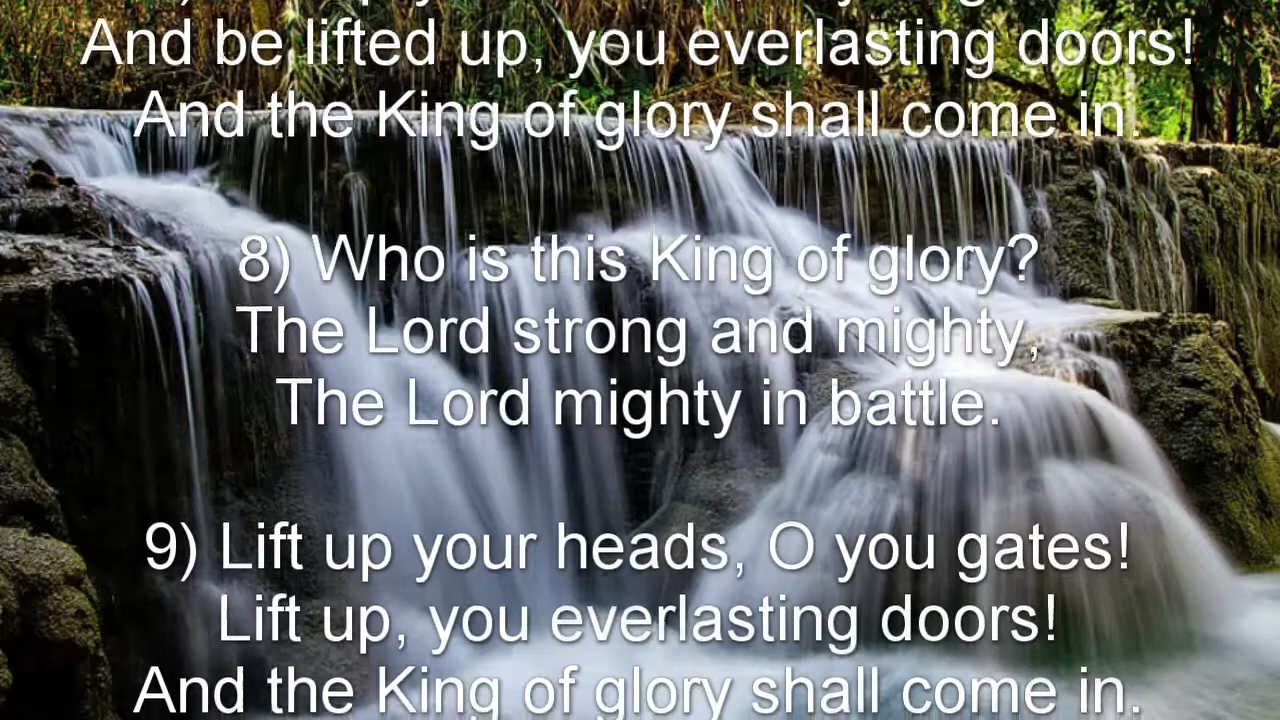 And be lifted up, you everlasting doors!
And the King of glory shall come in.
8) Who is this King of glory?
The Lord strong and mighty,
The Lord mighty in battle.
9) Lift up your heads, O you gates!
Lift up, you everlasting doors!
And the King of glory shall come in.